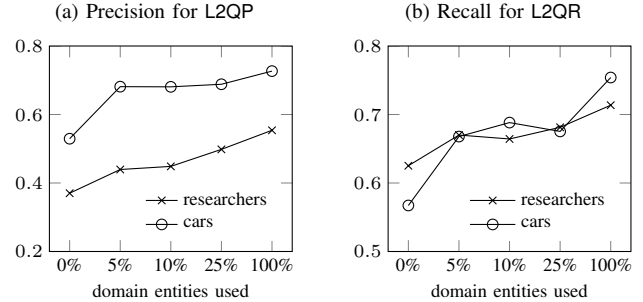 (a) Precision for L2QP
0.8
0.6
0.4
0.2
0% 5% 10% 25% 100%
domain entities used
researchers
cars
(b) Recall for L2QR
0.8
0.7
0.6
0.5
0% 5% 10% 25% 100%
domain entities used
researchers
cars